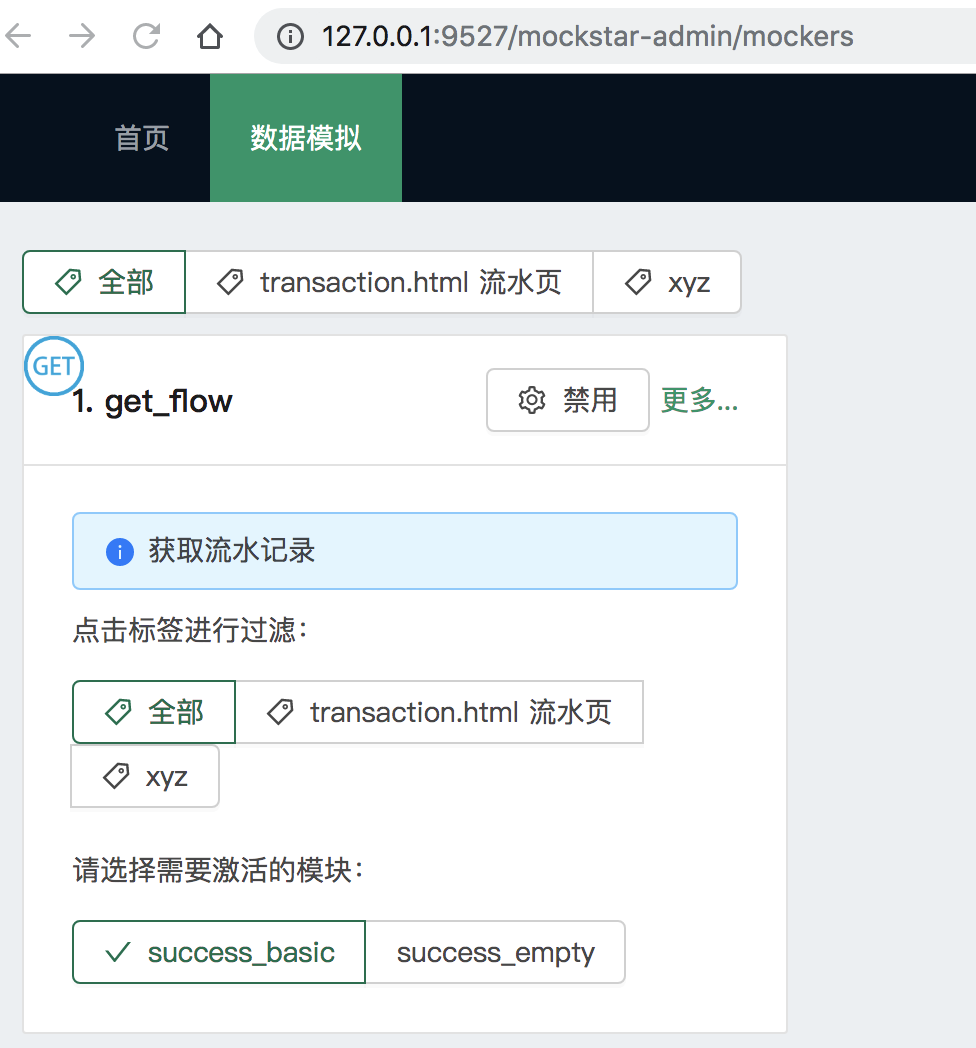 127.0.0.1:9527/mockstar-admin/mockers
首页 数据模拟
全部 transaction.html 流水页 xyz
GET
1. get_flow 禁用 更多...
获取流水记录
点击标签进行过滤：
全部 transaction.html 流水页
xyz
请选择需要激活的模块：
success_basic success_empty